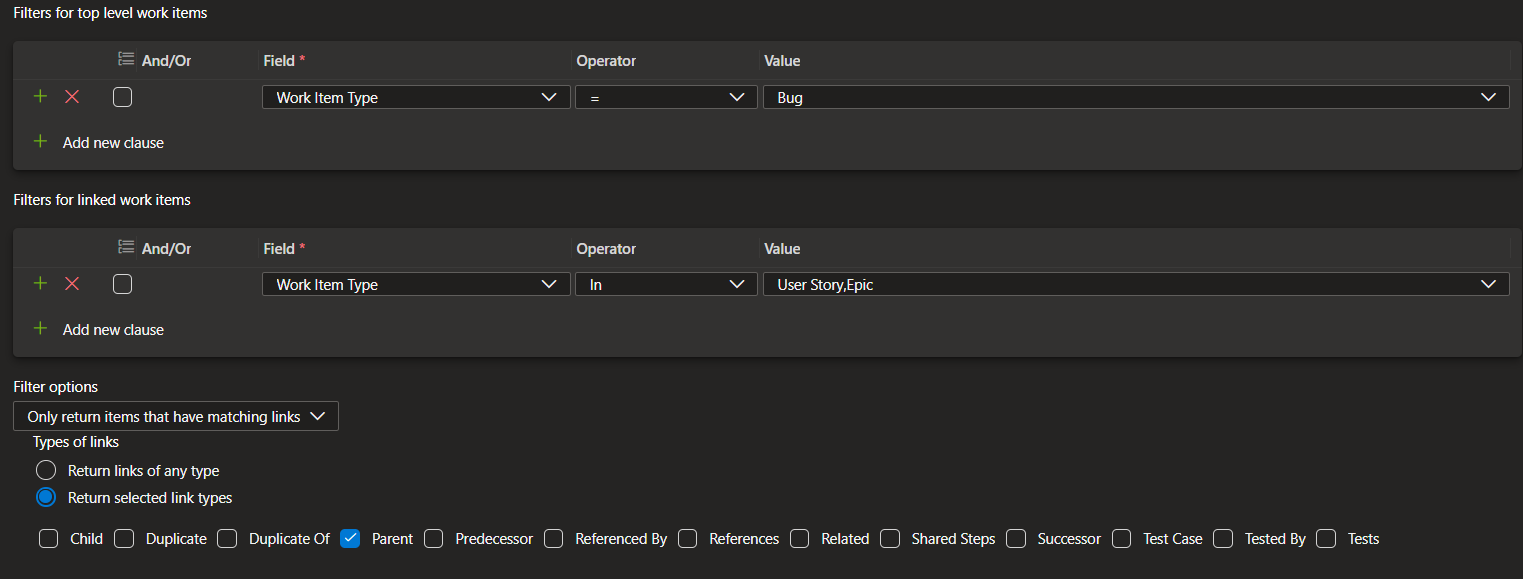 Filters for top level work items
And/Or Field * Operator Value
Work Item Type = Bug
Add new clause
Filters for linked work items
And/Or Field * Operator Value
Work Item Type In User Story,Epic
Add new clause
Filter options
Only return items that have matching links
Types of links
Return links of any type
Return selected link types
Child Duplicate Duplicate Of Parent Predecessor Referenced By References Related Shared Steps Successor Test Case Tested By Tests